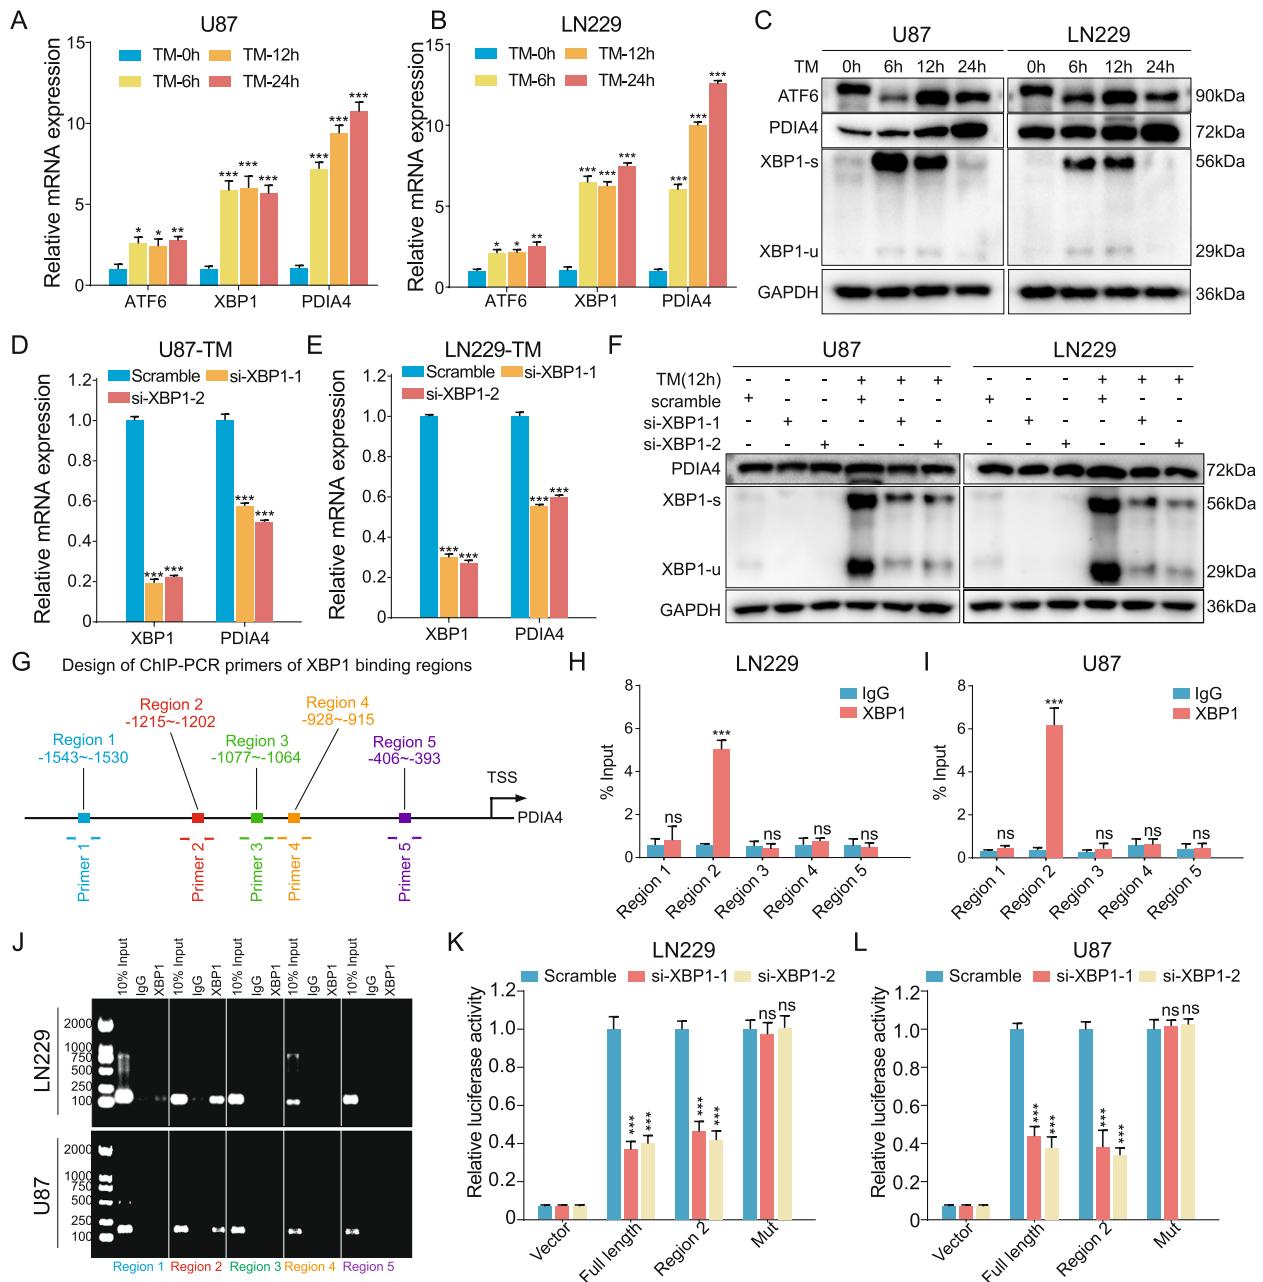 A
U87
Relative mRNA expression
15
10
5
0
TM-0h
TM-12h
TM-6h
TM-24h
* * **
*** *** ***
*** *** ***
ATF6 XBP1 PDIA4
B
LN229
Relative mRNA expression
15
10
5
0
TM-0h
TM-12h
TM-6h
TM-24h
* * **
*** *** ***
*** *** ***
ATF6 XBP1 PDIA4
C
U87 LN229
TM 0h 6h 12h 24h 0h 6h 12h 24h
ATF6 90kDa
PDIA4 72kDa
XBP1-s 56kDa
XBP1-u 29kDa
GAPDH 36kDa
D
U87-TM
Relative mRNA expression
Scramble si-XBP1-1
si-XBP1-2
1.2
1.0
0.8
0.6
0.4
0.2
0
*** ***
*** ***
XBP1 PDIA4
E
LN229-TM
Relative mRNA expression
Scramble si-XBP1-1
si-XBP1-2
1.2
1.0
0.8
0.6
0.4
0.2
0
*** ***
*** ***
XBP1 PDIA4
F
U87 LN229
TM(12h) - - - + + + - - - + + +
scramble + - - + - - + - - + - -
si-XBP1-1 - + - - + - - + - - + -
si-XBP1-2 - - + - - + - - + - - +
PDIA4 72kDa
XBP1-s 56kDa
XBP1-u 29kDa
GAPDH 36kDa
G
Design of ChIP-PCR primers of XBP1 binding regions
Region 1
-1543~-1530
Region 2
-1215~-1202
Region 3
-1077~-1064
Region 4
-928~-915
Region 5
-406~-393
TSS
PDIA4
Primer 1
Primer 2
Primer 3
Primer 4
Primer 5
H
LN229
% Input
8
6
4
2
0
IgG
XBP1
ns *** ns ns ns
Region 1 Region 2 Region 3 Region 4 Region 5
I
U87
% Input
8
6
4
2
0
IgG
XBP1
ns *** ns ns ns
Region 1 Region 2 Region 3 Region 4 Region 5
J
10% Input IgG XBP1 10% Input IgG XBP1 10% Input IgG XBP1 10% Input IgG XBP1 10% Input IgG XBP1
LN229
2000
1000
750
500
250
100
U87
2000
1000
750
500
250
100
Region 1 Region 2 Region 3 Region 4 Region 5
K
LN229
Scramble si-XBP1-1 si-XBP1-2
Relative luciferase activity
1.2
1.0
0.8
0.6
0.4
0.2
0
*** ***
*** ***
ns ns
Vector Full length Region 2 Mut
L
U87
Scramble si-XBP1-1 si-XBP1-2
Relative luciferase activity
1.2
1.0
0.8
0.6
0.4
0.2
0
*** ***
*** ***
ns ns
Vector Full length Region 2 Mut